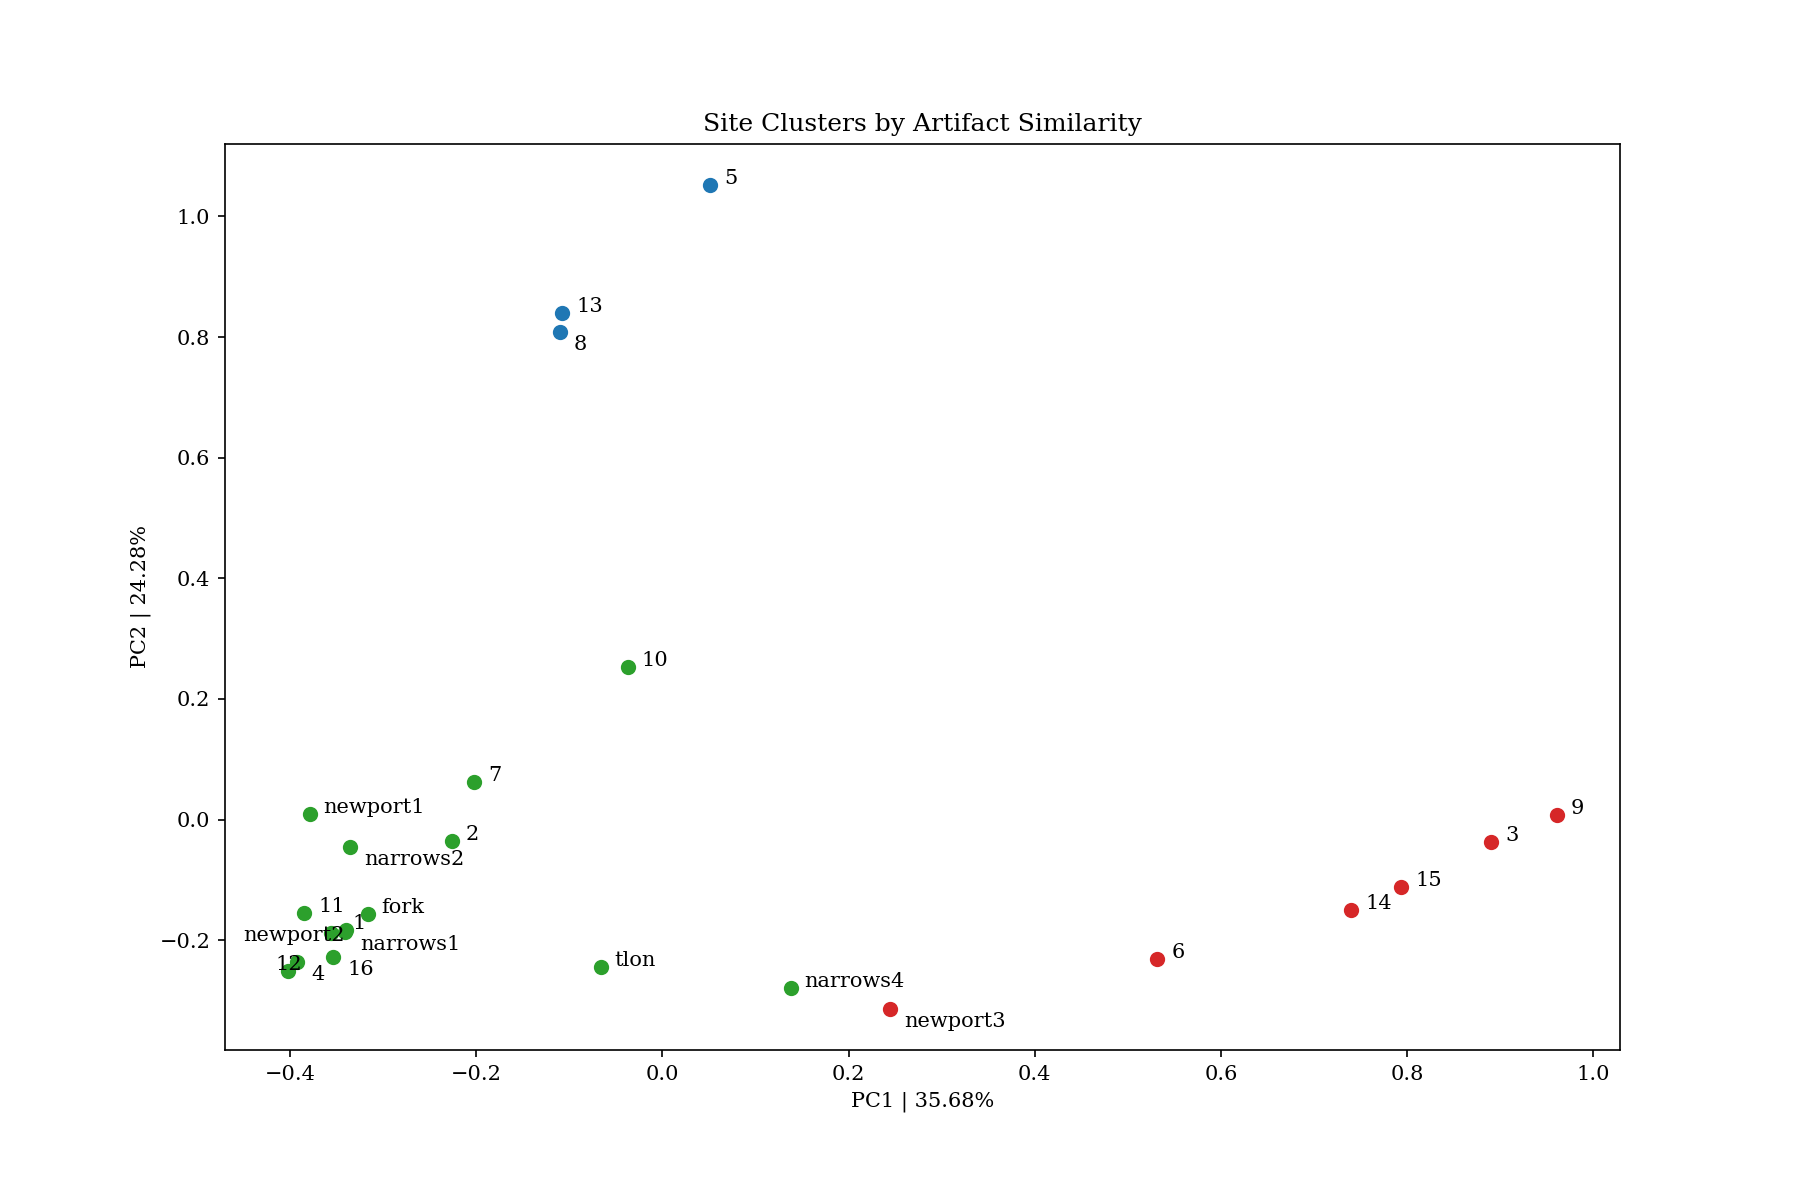 Site Clusters by Artifact Similarity
5
1.0
13
0.8
8
0.6
PC2 | 24.28%
0.4
10
0.2
7
newport1
9
0.0
2
3
narrows2
15
11
fork
14
1
newport2
−0.2
narrows1
6
tlon
12
4
16
narrows4
newport3
−0.4
−0.2
0.0
0.2
0.4
0.6
0.8
1.0
PC1 | 35.68%